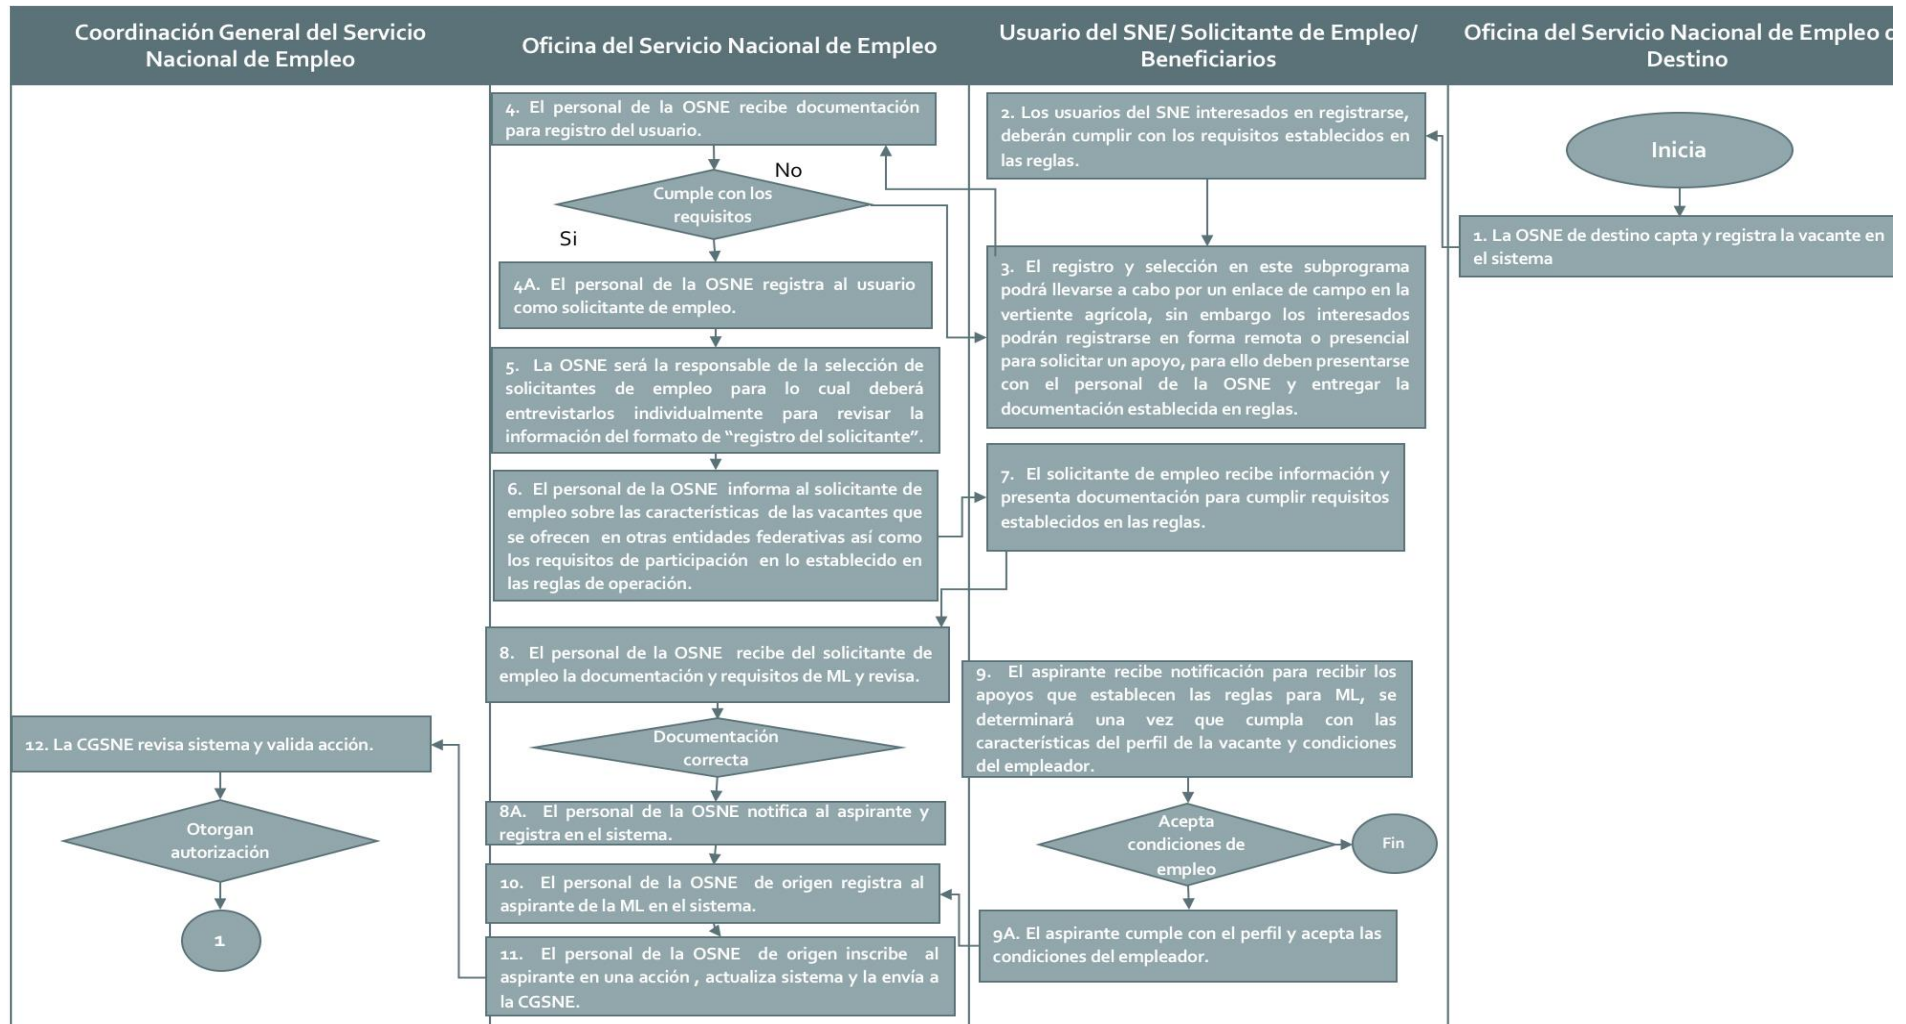 Coordinación General del Servicio
Nacional de Empleo
Oficina del Servicio Nacional de Empleo
Usuario del SNE/ Solicitante de Empleo/
Beneficiarios
Oficina del Servicio Nacional de Empleo d
Destino
4. El personal de la OSNE recibe documentación
para registro del usuario.
No
Cumple con los
requisitos
Si
4A. El personal de la OSNE registra al usuario
como solicitante de empleo.
5. La OSNE será la responsable de la selección de
solicitantes de empleo para lo cual deberá
entrevistarlos individualmente para revisar la
información del formato de “registro del solicitante”.
6. El personal de la OSNE informa al solicitante de
empleo sobre las características de las vacantes que
se ofrecen en otras entidades federativas así como
los requisitos de participación en lo establecido en
las reglas de operación.
8. El personal de la OSNE recibe del solicitante de
empleo la documentación y requisitos de ML y revisa.
Documentación
correcta
8A. El personal de la OSNE notifica al aspirante y
registra en el sistema.
10. El personal de la OSNE de origen registra al
aspirante de la ML en el sistema.
11. El personal de la OSNE de origen inscribe al
aspirante en una acción , actualiza sistema y la envía a
la CGSNE.
12. La CGSNE revisa sistema y valida acción.
Otorgan
autorización
1
2. Los usuarios del SNE interesados en registrarse,
deberán cumplir con los requisitos establecidos en
las reglas.
3. El registro y selección en este subprograma
podrá llevarse a cabo por un enlace de campo en la
vertiente agrícola, sin embargo los interesados
podrán registrarse en forma remota o presencial
para solicitar un apoyo, para ello deben presentarse
con el personal de la OSNE y entregar la
documentación establecida en reglas.
7. El solicitante de empleo recibe información y
presenta documentación para cumplir requisitos
establecidos en las reglas.
9. El aspirante recibe notificación para recibir los
apoyos que establecen las reglas para ML, se
determinará una vez que cumpla con las
características del perfil de la vacante y condiciones
del empleador.
Acepta
condiciones de
empleo
Fin
9A. El aspirante cumple con el perfil y acepta las
condiciones del empleador.
Inicia
1. La OSNE de destino capta y registra la vacante en
el sistema